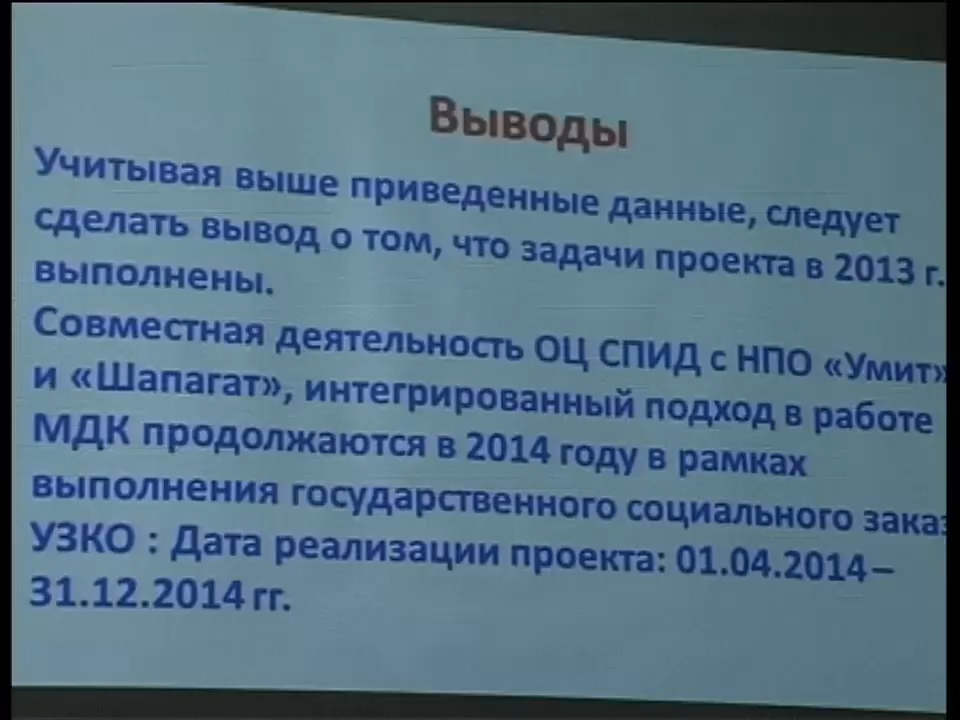 Выводы
Учитывая выше приведенные данные, следует
сделать вывод о том, что задачи проекта в 2013 г.
выполнены.
Совместная деятельность ОЦ СПИД с НПО «Умит»
и «Шапагат», интегрированный подход в работе
МДК продолжаются в 2014 году в рамках
выполнения государственного социального заказ
УЗКО : Дата реализации проекта: 01.04.2014 –
31.12.2014 гг.